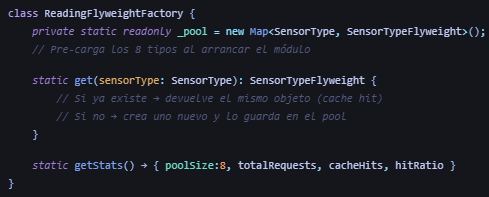 class ReadingFlyweightFactory {
private static readonly _pool = new Map<SensorType, SensorTypeFlyweight>();
// Pre-carga los 8 tipos al arrancar el módulo
static get(sensorType: SensorType): SensorTypeFlyweight {
// Si ya existe → devuelve el mismo objeto (cache hit)
// Si no → crea uno nuevo y lo guarda en el pool
}
static getStats() → { poolSize:8, totalRequests, cacheHits, hitRatio }
}